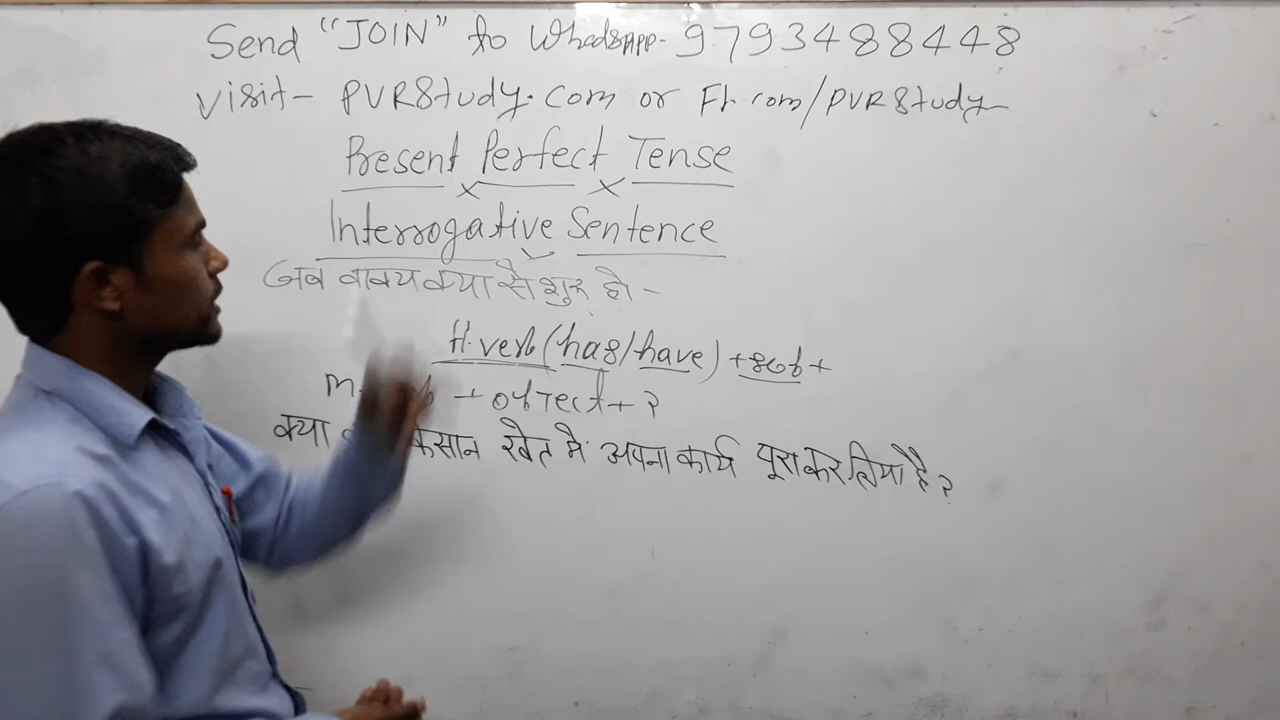 Send "JOIN" to WhatsApp- 9793488448
Visit- PVRStudy.com or Fb.com/PVRStudy
Present Perfect Tense
Interrogative Sentence
जब वाक्य क्या से शुरू हो -
H.verb (has/have) + sub +
+ object + ?
क्या किसान खेत में अपना कार्य पूरा कर लिया है ?